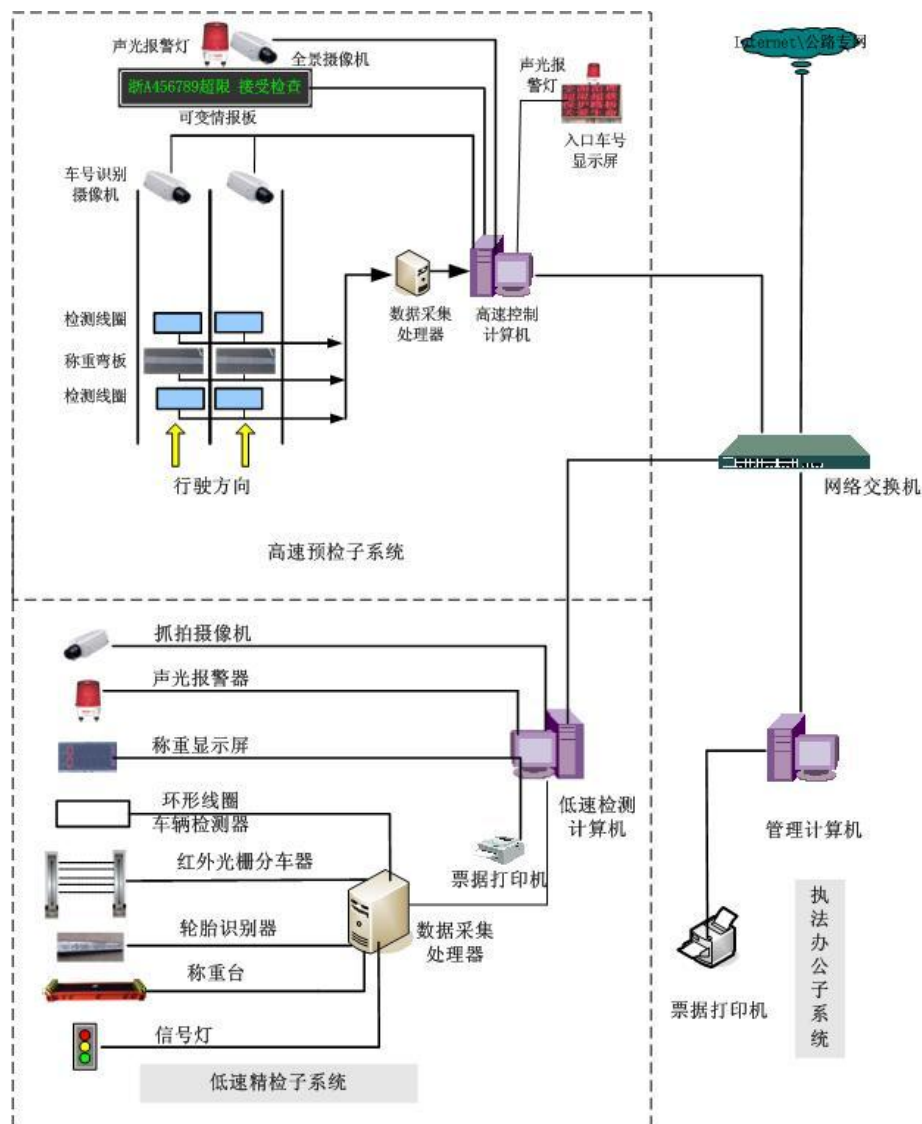 声光报警灯
全景摄像机
浙A456789超限 接受检查
可变情报板
声光报
警灯
入口车号
显示屏
Internet\公路专网
车号识别
摄像机
数据采集
处理器
高速控制
计算机
检测线圈
称重弯板
检测线圈
行驶方向
网络交换机
高速预检子系统
抓拍摄像机
声光报警器
称重显示屏
环形线圈
车辆检测器
红外光栅分车器
轮胎识别器
称重台
信号灯
票据打印机
低速检测
计算机
数据采集
处理器
低速精检子系统
管理计算机
票据打印机
执法办公子系统